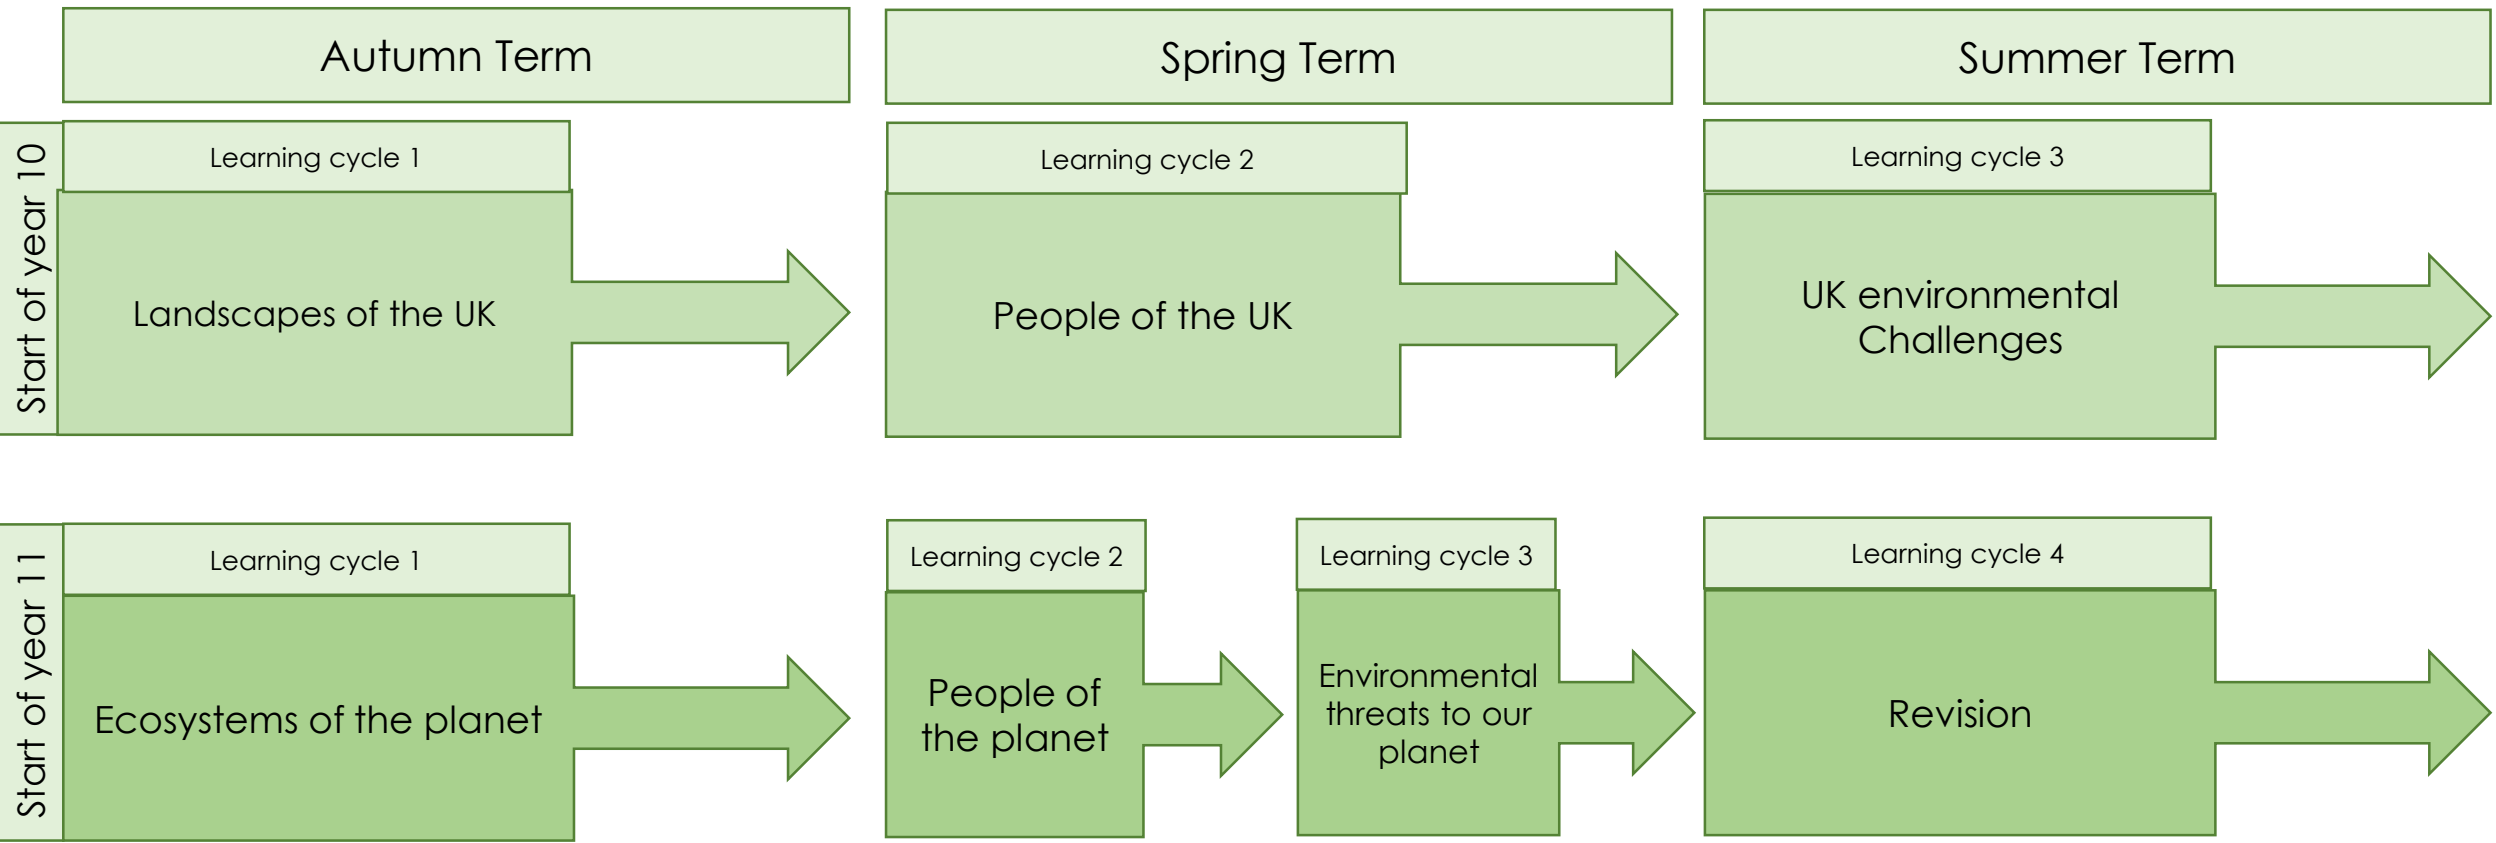 Autumn Term
Spring Term
Summer Term
Start of year 10
Learning cycle 1
Landscapes of the UK
Learning cycle 2
People of the UK
Learning cycle 3
UK environmental
Challenges
Start of year 11
Learning cycle 1
Ecosystems of the planet
Learning cycle 2
People of
the planet
Learning cycle 3
Environmental
threats to our
planet
Learning cycle 4
Revision